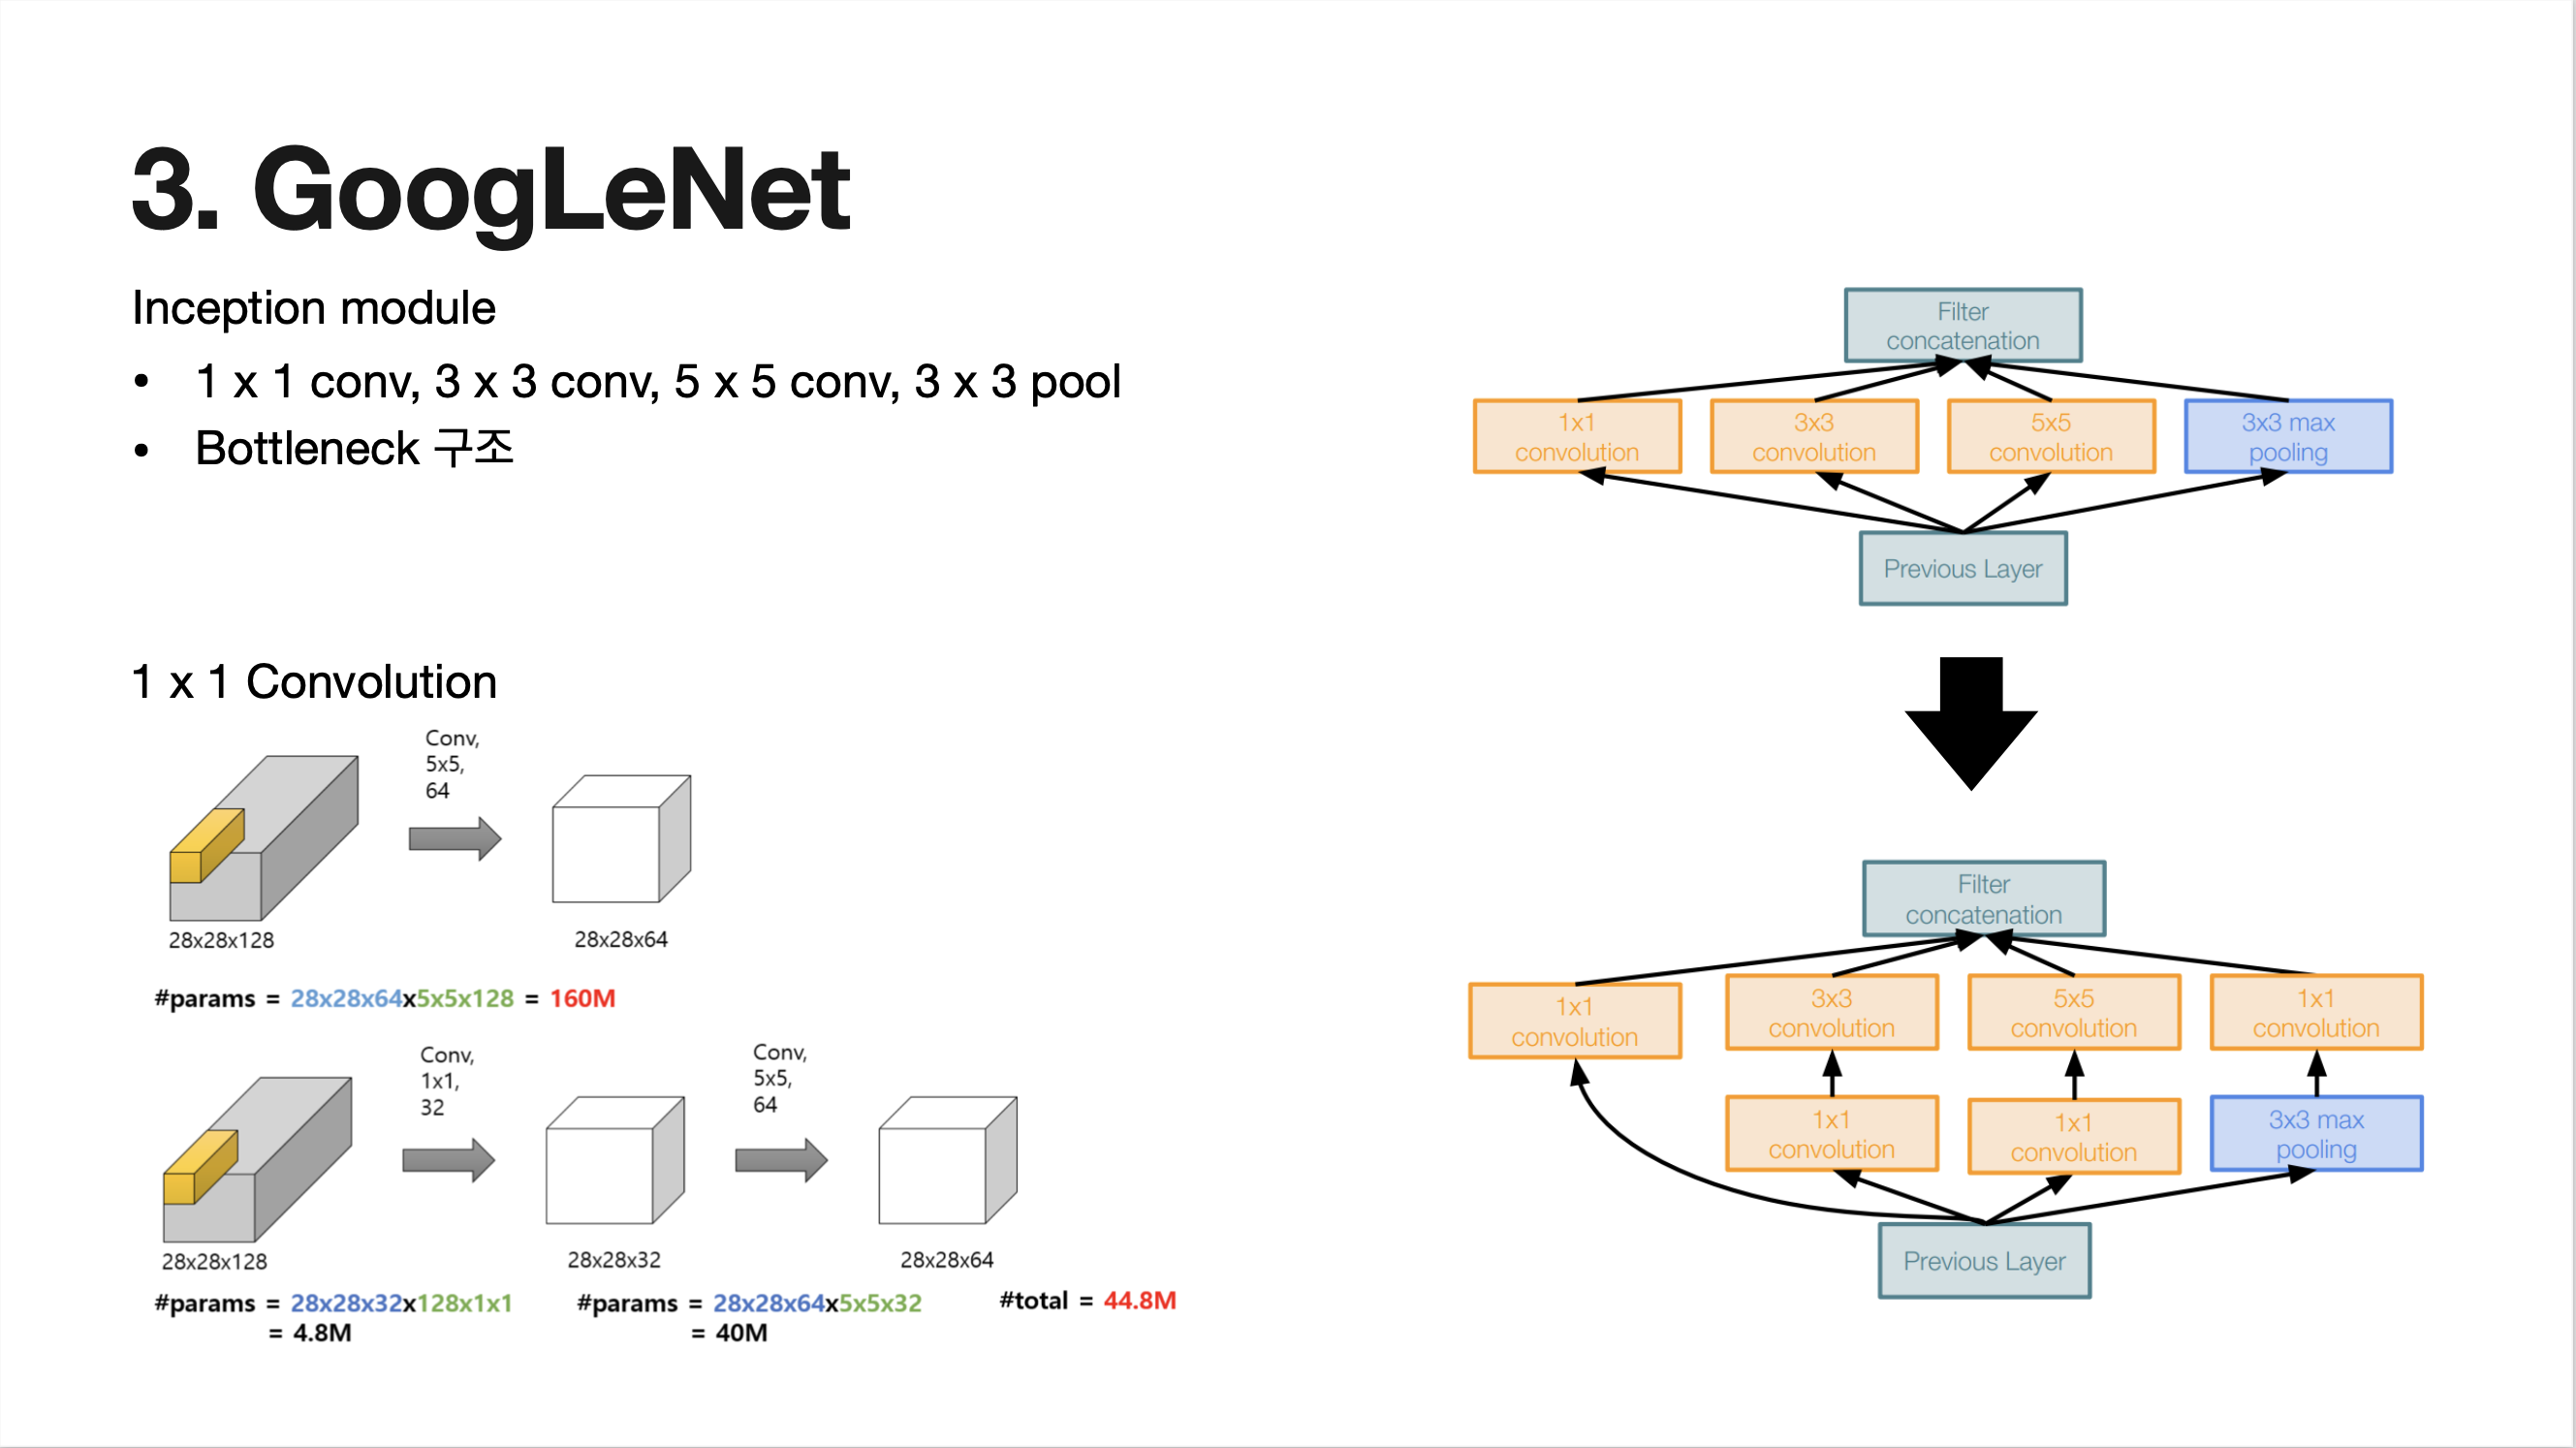 3. GoogLeNet
Inception module
• 1 x 1 conv, 3 x 3 conv, 5 x 5 conv, 3 x 3 pool
• Bottleneck 구조
1 x 1 Convolution
Conv,
5x5,
64
28x28x128
28x28x64
#params = 28x28x64x5x5x128 = 160M
Conv,
1x1,
32
Conv,
5x5,
64
28x28x128
28x28x32
28x28x64
#params = 28x28x32x128x1x1
= 4.8M
#params = 28x28x64x5x5x32
= 40M
#total = 44.8M
Filter
concatenation
1x1
convolution
3x3
convolution
5x5
convolution
3x3 max
pooling
Previous Layer
Filter
concatenation
1x1
convolution
3x3
convolution
5x5
convolution
1x1
convolution
1x1
convolution
1x1
convolution
3x3 max
pooling
Previous Layer